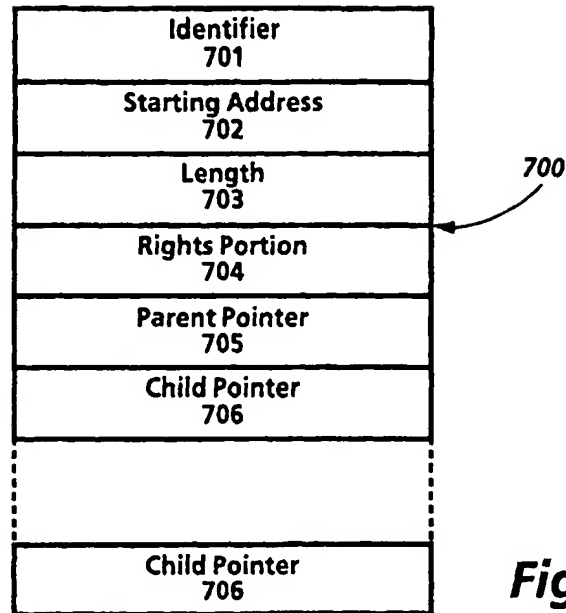 Identifier
701
Starting Address
702
Length
703
700
Rights Portion
704
Parent Pointer
705
Child Pointer
706
Child Pointer
706
Fig